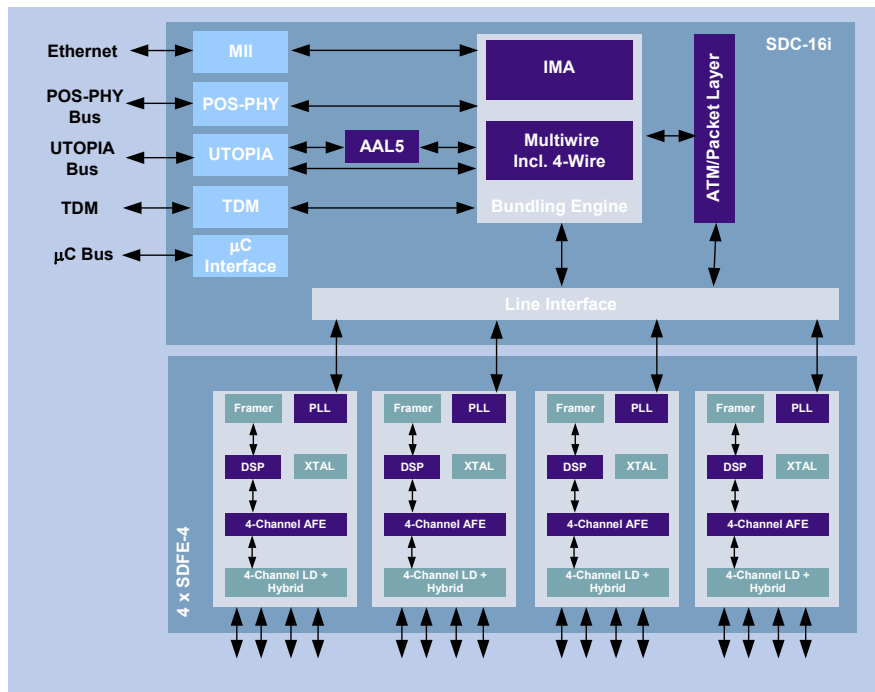 SDC-16i
Ethernet
MII
IMA
ATM/Packet Layer
POS-PHY
Bus
POS-PHY
UTOPIA
Bus
UTOPIA
AAL5
Multiwire
Incl. 4-Wire
TDM
TDM
Bundling Engine
µC Bus
µC
Interface
Line Interface
4 x SDFE-4
Framer
PLL
DSP
XTAL
4-Channel AFE
4-Channel LD +
Hybrid
Framer
PLL
DSP
XTAL
4-Channel AFE
4-Channel LD +
Hybrid
Framer
PLL
DSP
XTAL
4-Channel AFE
4-Channel LD +
Hybrid
Framer
PLL
DSP
XTAL
4-Channel AFE
4-Channel LD +
Hybrid